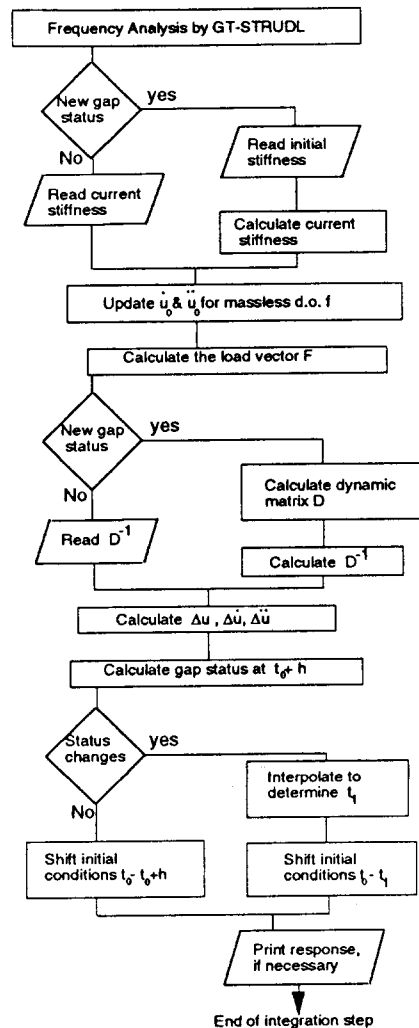 Frequency Analysis by GT-STRUDL
New gap
status
yes
No
Read initial
stiffness
Read current
stiffness
Calculate current
stiffness
Update u̇₀ & ü₀ for massless d.o. f
Calculate the load vector F
New gap
status
yes
No
Calculate dynamic
matrix D
Read D⁻¹
Calculate D⁻¹
Calculate Δu , Δu̇, Δü
Calculate gap status at t₀+ h
Status
changes
yes
No
Interpolate to
determine t₁
Shift initial
conditions t₀- t₀+h
Shift initial
conditions t₀- t₁
Print response,
if necessary
End of integration step